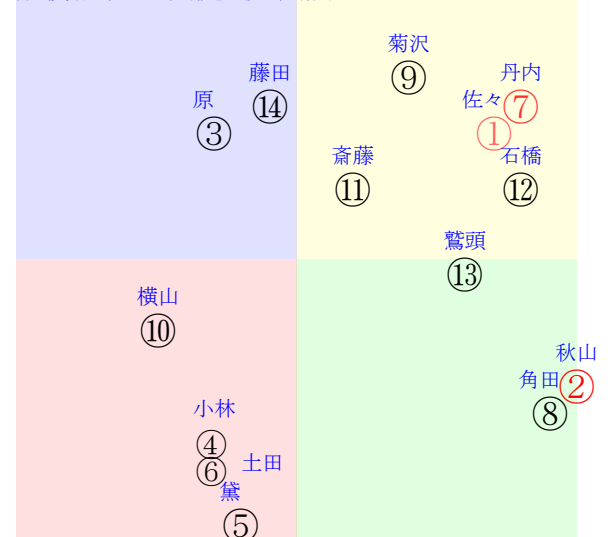 菊沢
⑨
藤田
⑭
丹内
⑦
原
③
佐々
①
斎藤
⑪
石橋
⑫
鷲頭
⑬
横山
⑩
秋山
②
角田
⑧
小林
④
土田
⑥
黛
⑤